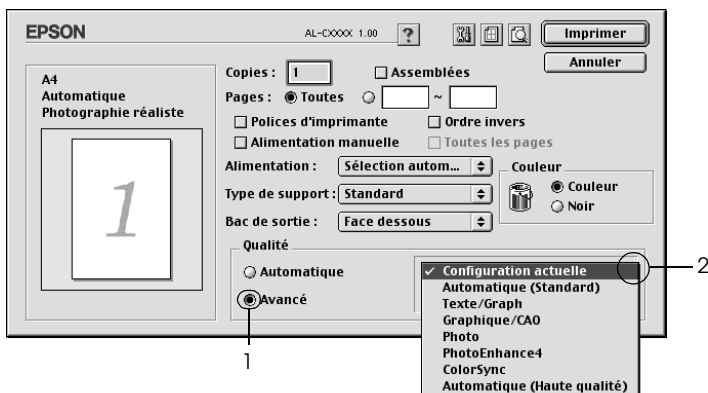 EPSON
AL-CXXXX 1.00
?
Imprimer
Annuler
A4
Automatique
Photographie réaliste
1
Copies : 1 Assemblées
Pages : Toutes ~
Polices d'imprimante Ordre invers
Alimentation manuelle Toutes les pages
Alimentation : Sélection autom...
Type de support : Standard
Bac de sortie : Face dessous
Couleur
Couleur
Noir
Qualité
Automatique
Avancé
✓ Configuration actuelle
Automatique (Standard)
Texte/Graph
Graphique/CAO
Photo
PhotoEnhance4
ColorSync
Automatique (Haute qualité)
1
2